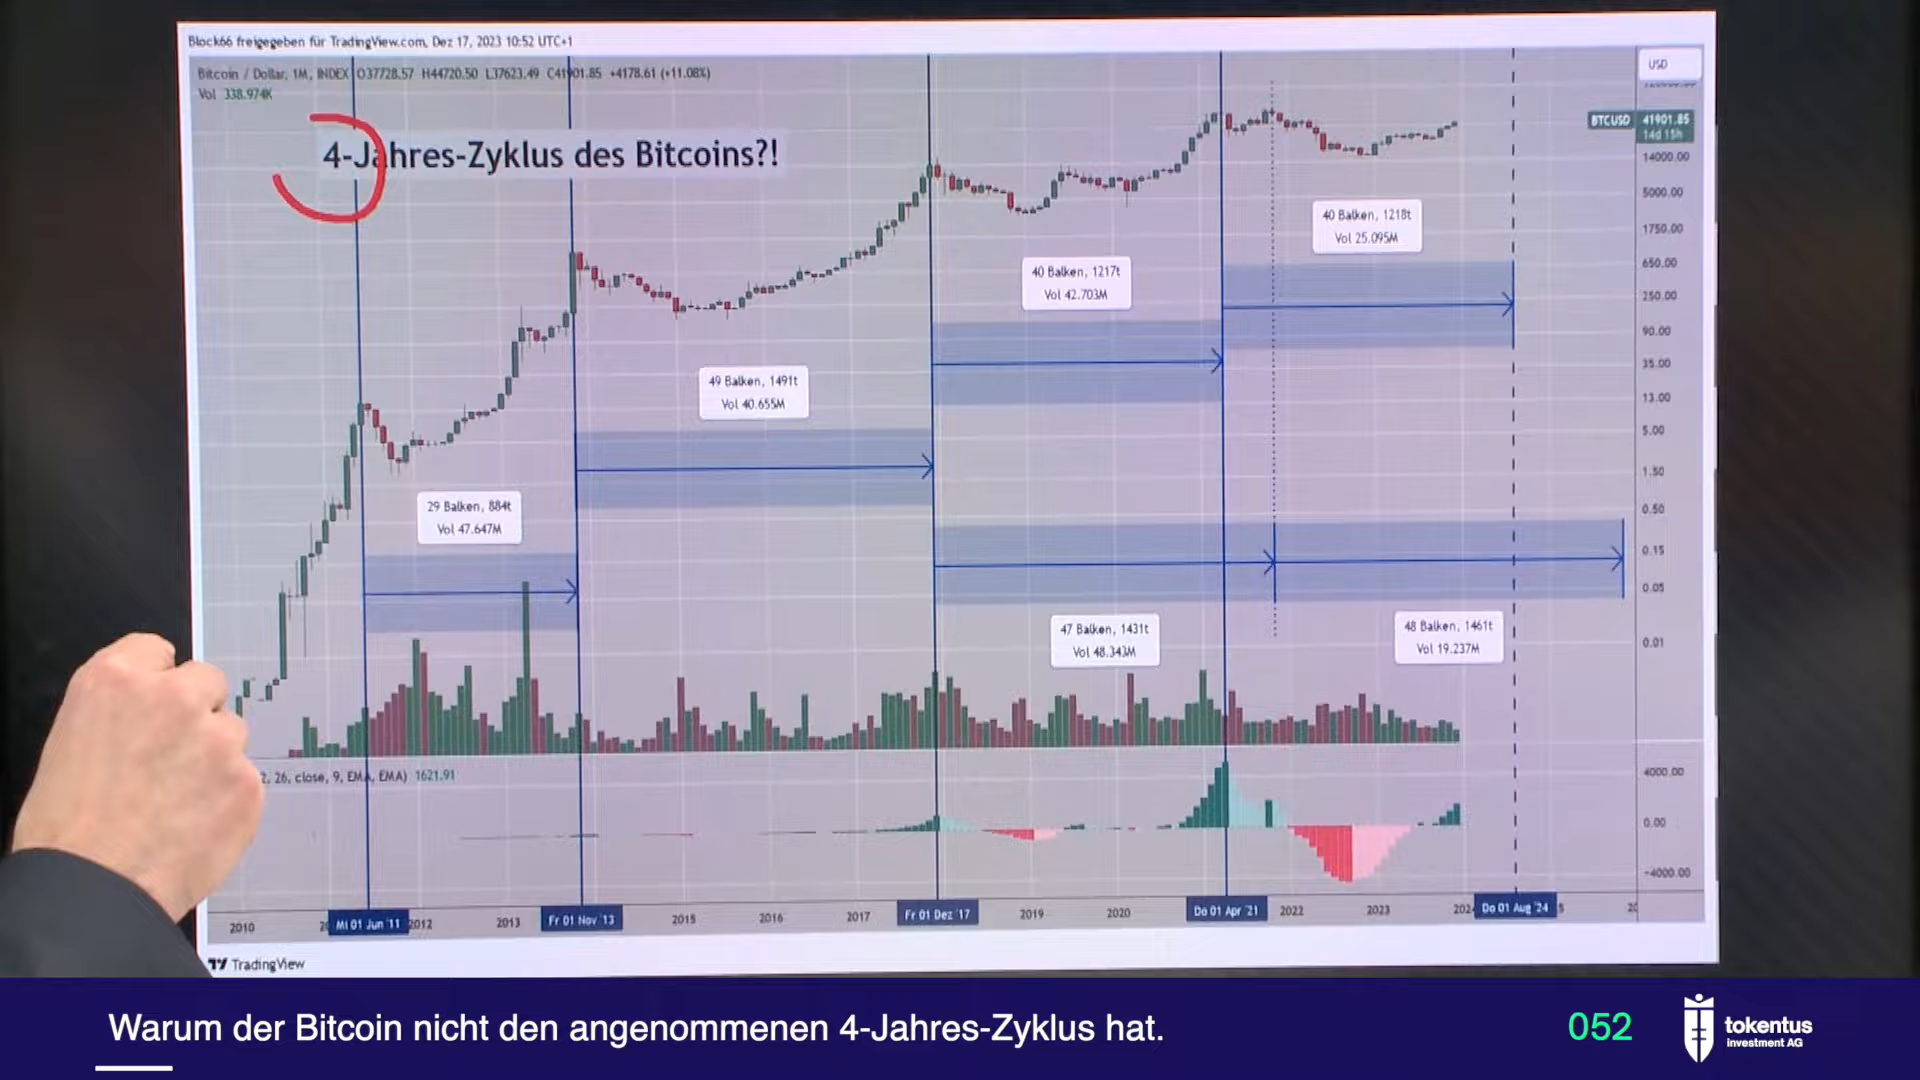 Block66 freigegeben für TradingView.com, Dez 17, 2023 10:52 UTC+1
Bitcoin / Dollar, 1M, INDEX O37728.57 H44720.50 L37623.49 C41901.85 +4178.61 (+11.08%)
Vol 338.974K
USD
4-Jahres-Zyklus des Bitcoins?!
BTCUSD 41901.85
14d 15h
14000.00
5000.00
1750.00
650.00
250.00
90.00
35.00
13.00
5.00
1.50
0.50
0.15
0.05
0.01
40 Balken, 1218t
Vol 25.095M
40 Balken, 1217t
Vol 42.703M
49 Balken, 1491t
Vol 40.655M
29 Balken, 884t
Vol 47.647M
47 Balken, 1431t
Vol 48.343M
48 Balken, 1461t
Vol 19.237M
2, 26, close, 9, EMA, EMA) 1621.91
4000.00
0.00
-4000.00
2010 Mi 01 Jun '11 2012 2013 Fr 01 Nov '13 2015 2016 2017 Fr 01 Dez '17 2019 2020 Do 01 Apr '21 2022 2023 Do 01 Aug '24
TradingView
Warum der Bitcoin nicht den angenommenen 4-Jahres-Zyklus hat.
052
tokentus
investment AG